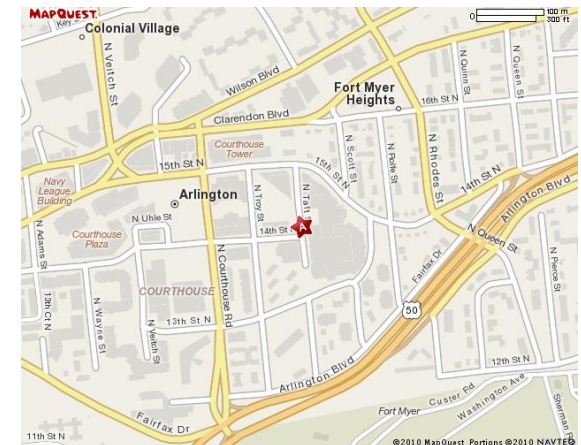 MAPQUEST.
Key
Colonial Village
0 100 m
300 ft
N Veitch St
Wilson Blvd
Fort Myer
Heights
N Quinn St
N Queen St
16th St N
Clarendon Blvd
Courthouse
Tower
15th St N
15th St N
N Scott St
N Rolfe St
N Rhodes St
14th St N
Arlington Blvd
Navy
League
Building
Arlington
N Troy St
N Taft St
N Uhle St
14th St N
A
N Queen St
N Adams St
Courthouse
Plaza
N Courthouse Rd
Fairfax Dr
N Pierce St
COURTHOUSE
50
13th Ct N
N Wayne St
N Veitch St
13th St N
12th St N
Arlington Blvd
Custer Rd
Washington Ave
Sherman Rd
Fort Myer
Fairfax Dr
11th St N
©2010 MapQuest Portions ©2010 NAVTEQ